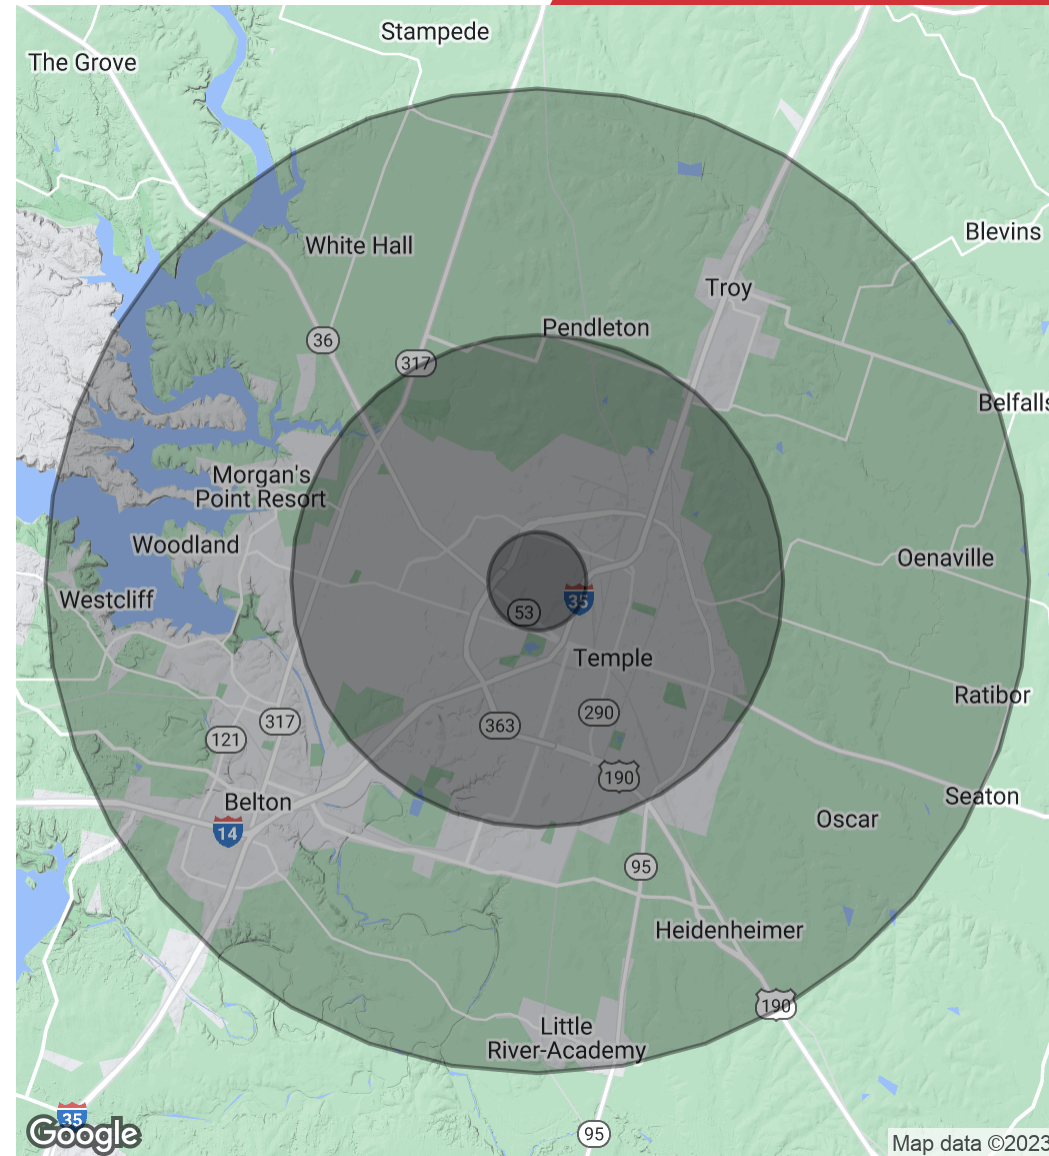 Stampede
The Grove
Blevins
White Hall
Troy
Pendleton
36
317
Belfalls
Morgan's
Point Resort
Woodland
Oenaville
Westcliff
35
53
Temple
Ratibor
290
317
363
121
190
Seaton
Belton
Oscar
14
95
Heidenheimer
190
Little
River-Academy
35
Google
95
Map data ©2023